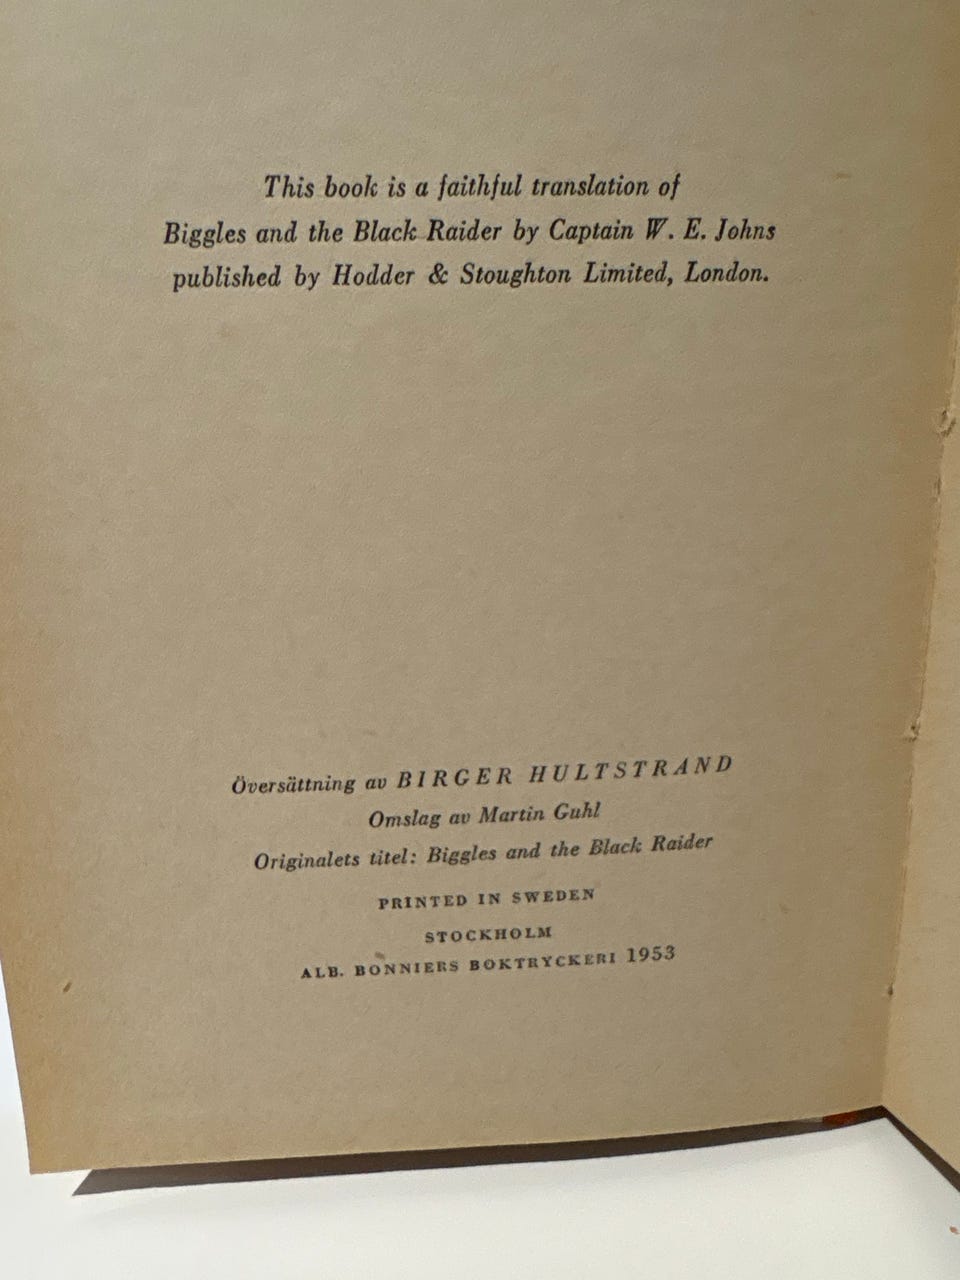 This book is a faithful translation of
Biggles and the Black Raider by Captain W. E. Johns
published by Hodder & Stoughton Limited, London.
Översättning av BIRGER HULTSTRAND
Omslag av Martin Guhl
Originalets titel: Biggles and the Black Raider
PRINTED IN SWEDEN
STOCKHOLM
ALB. BONNIERS BOKTRYCKERI 1953